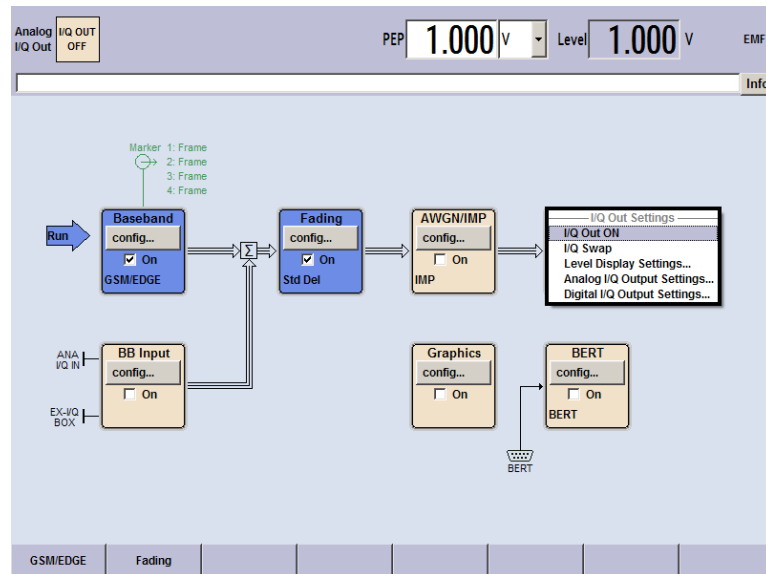 Analog I/Q Out
I/Q OUT OFF
PEP 1.000 V Level 1.000 V EMF
Info
Marker 1: Frame
2: Frame
3: Frame
4: Frame
Run
Baseband
config...
On
GSM/EDGE
Σ
Fading
config...
On
Std Del
AWGN/IMP
config...
On
IMP
I/Q Out Settings
I/Q Out ON
I/Q Swap
Level Display Settings...
Analog I/Q Output Settings...
Digital I/Q Output Settings...
ANA
I/Q IN
EX-I/Q
BOX
BB Input
config...
On
Graphics
config...
On
BERT
config...
On
BERT
BERT
GSM/EDGE Fading